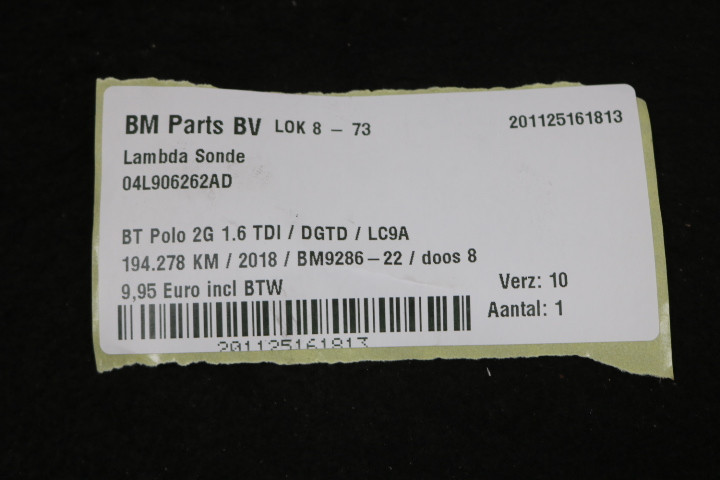 BM Parts BV LOK 8 – 73
201125161813
Lambda Sonde
04L906262AD
BT Polo 2G 1.6 TDI / DGTD / LC9A
194.278 KM / 2018 / BM9286–22 / doos 8
9,95 Euro incl BTW
Verz: 10
Aantal: 1
201125161813